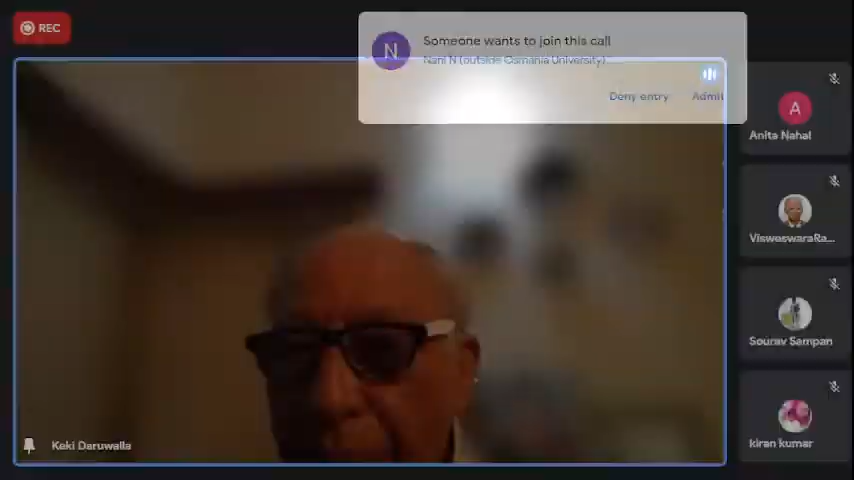 REC
N
Someone wants to join this call
Nani N (outside Osmania University)......
Deny entry
Admit
A
Anita Nahal
VisweswaraRa...
Sourav Sampan
kiran kumar
Keki Daruwalla